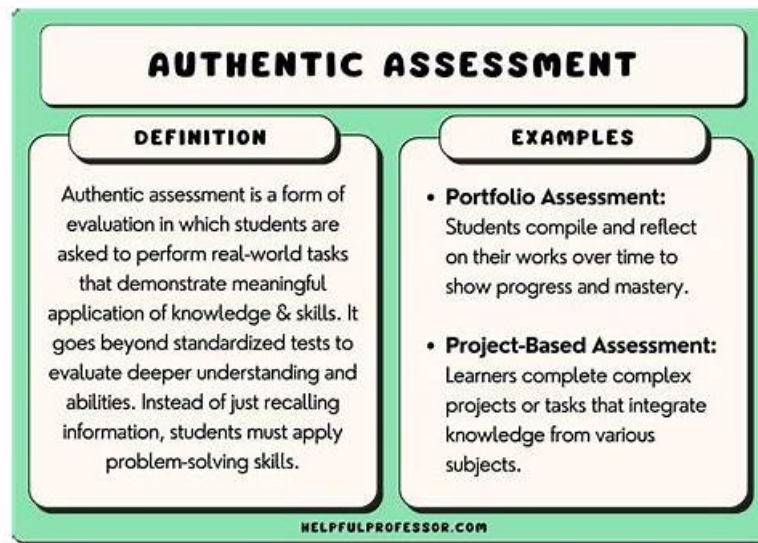 AUTHENTIC ASSESSMENT
DEFINITION
Authentic assessment is a form of
evaluation in which students are
asked to perform real-world tasks
that demonstrate meaningful
application of knowledge & skills. It
goes beyond standardized tests to
evaluate deeper understanding and
abilities. Instead of just recalling
information, students must apply
problem-solving skills.
EXAMPLES
• Portfolio Assessment:
Students compile and reflect
on their works over time to
show progress and mastery.
• Project-Based Assessment:
Learners complete complex
projects or tasks that integrate
knowledge from various
subjects.
HELPFULPROFESSOR.COM